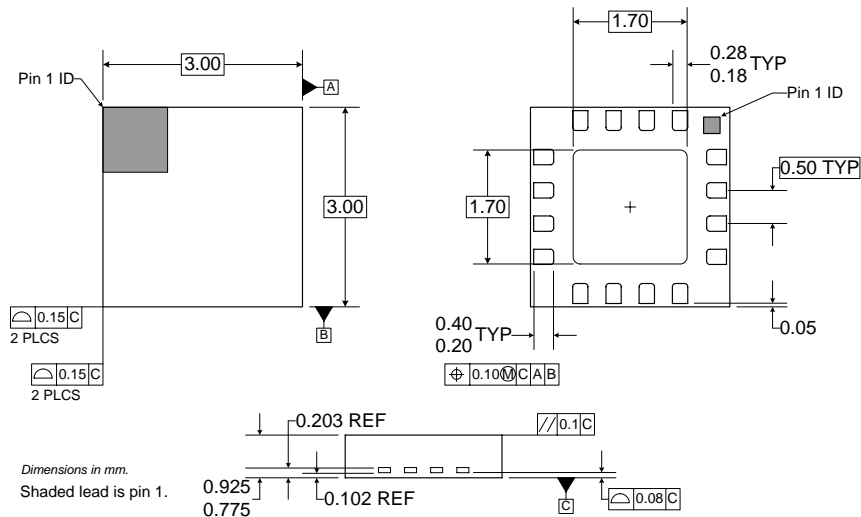 3.00
Pin 1 ID
A
3.00
B
⌓ 0.15 C
2 PLCS
⌓ 0.15 C
2 PLCS
1.70
0.28
0.18 TYP
Pin 1 ID
0.50 TYP
1.70
0.05
0.40
0.20 TYP
⌖ 0.10 Ⓜ C A B
0.203 REF
// 0.1 C
0.925
0.775
0.102 REF
C
⌓ 0.08 C
Dimensions in mm.
Shaded lead is pin 1.